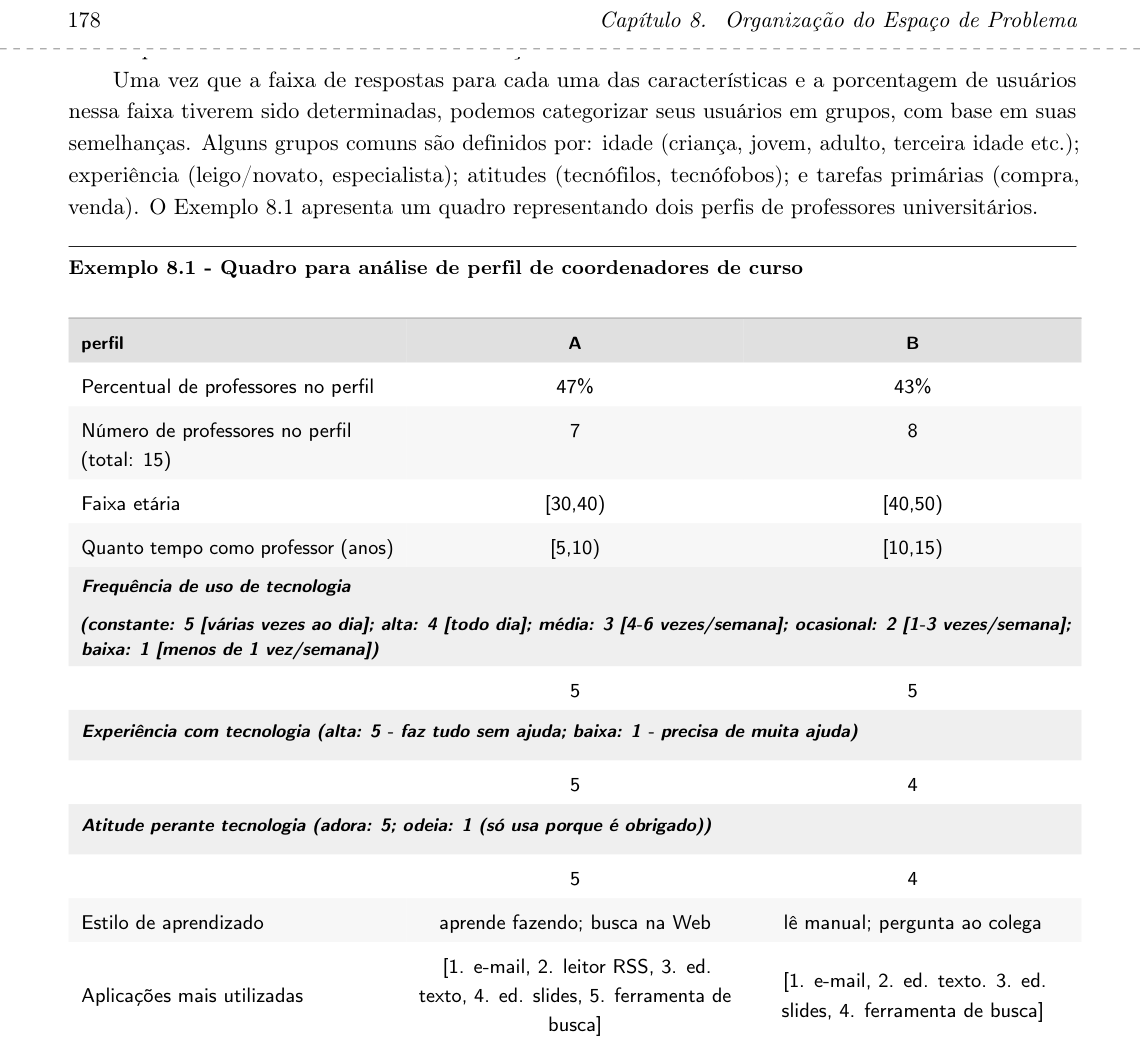 178
Capítulo 8. Organização do Espaço de Problema
Uma vez que a faixa de respostas para cada uma das características e a porcentagem de usuários
nessa faixa tiverem sido determinadas, podemos categorizar seus usuários em grupos, com base em suas
semelhanças. Alguns grupos comuns são definidos por: idade (criança, jovem, adulto, terceira idade etc.);
experiência (leigo/novato, especialista); atitudes (tecnófilos, tecnófobos); e tarefas primárias (compra,
venda). O Exemplo 8.1 apresenta um quadro representando dois perfis de professores universitários.
Exemplo 8.1 - Quadro para análise de perfil de coordenadores de curso
perfil A B
Percentual de professores no perfil 47% 43%
Número de professores no perfil 7 8
(total: 15)
Faixa etária [30,40) [40,50)
Quanto tempo como professor (anos) [5,10) [10,15)
Frequência de uso de tecnologia
(constante: 5 [várias vezes ao dia]; alta: 4 [todo dia]; média: 3 [4-6 vezes/semana]; ocasional: 2 [1-3 vezes/semana];
baixa: 1 [menos de 1 vez/semana])
5 5
Experiência com tecnologia (alta: 5 - faz tudo sem ajuda; baixa: 1 - precisa de muita ajuda)
5 4
Atitude perante tecnologia (adora: 5; odeia: 1 (só usa porque é obrigado))
5 4
Estilo de aprendizado aprende fazendo; busca na Web lê manual; pergunta ao colega
Aplicações mais utilizadas
[1. e-mail, 2. leitor RSS, 3. ed.
texto, 4. ed. slides, 5. ferramenta de
busca]
[1. e-mail, 2. ed. texto. 3. ed.
slides, 4. ferramenta de busca]